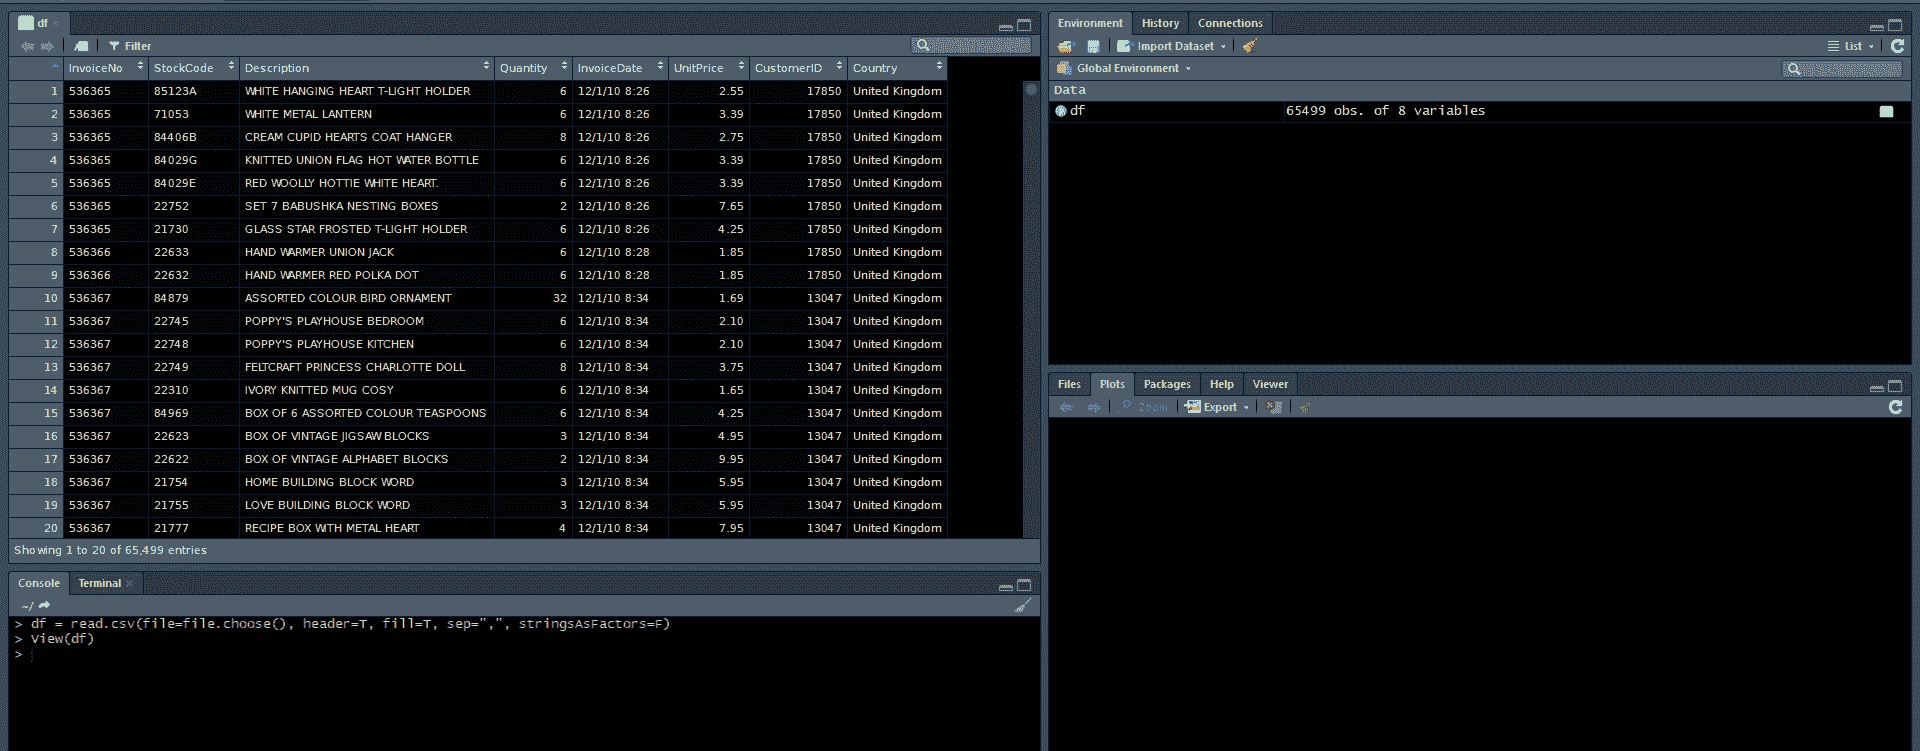 df
Filter
InvoiceNo StockCode Description Quantity InvoiceDate UnitPrice CustomerID Country
1 536365 85123A WHITE HANGING HEART T-LIGHT HOLDER 6 12/1/10 8:26 2.55 17850 United Kingdom
2 536365 71053 WHITE METAL LANTERN 6 12/1/10 8:26 3.39 17850 United Kingdom
3 536365 84406B CREAM CUPID HEARTS COAT HANGER 8 12/1/10 8:26 2.75 17850 United Kingdom
4 536365 84029G KNITTED UNION FLAG HOT WATER BOTTLE 6 12/1/10 8:26 3.39 17850 United Kingdom
5 536365 84029E RED WOOLLY HOTTIE WHITE HEART. 6 12/1/10 8:26 3.39 17850 United Kingdom
6 536365 22752 SET 7 BABUSHKA NESTING BOXES 2 12/1/10 8:26 7.65 17850 United Kingdom
7 536365 21730 GLASS STAR FROSTED T-LIGHT HOLDER 6 12/1/10 8:26 4.25 17850 United Kingdom
8 536366 22633 HAND WARMER UNION JACK 6 12/1/10 8:28 1.85 17850 United Kingdom
9 536366 22632 HAND WARMER RED POLKA DOT 6 12/1/10 8:28 1.85 17850 United Kingdom
10 536367 84879 ASSORTED COLOUR BIRD ORNAMENT 32 12/1/10 8:34 1.69 13047 United Kingdom
11 536367 22745 POPPY'S PLAYHOUSE BEDROOM 6 12/1/10 8:34 2.10 13047 United Kingdom
12 536367 22748 POPPY'S PLAYHOUSE KITCHEN 6 12/1/10 8:34 2.10 13047 United Kingdom
13 536367 22749 FELTCRAFT PRINCESS CHARLOTTE DOLL 8 12/1/10 8:34 3.75 13047 United Kingdom
14 536367 22310 IVORY KNITTED MUG COSY 6 12/1/10 8:34 1.65 13047 United Kingdom
15 536367 84969 BOX OF 6 ASSORTED COLOUR TEASPOONS 6 12/1/10 8:34 4.25 13047 United Kingdom
16 536367 22623 BOX OF VINTAGE JIGSAW BLOCKS 3 12/1/10 8:34 4.95 13047 United Kingdom
17 536367 22622 BOX OF VINTAGE ALPHABET BLOCKS 2 12/1/10 8:34 9.95 13047 United Kingdom
18 536367 21754 HOME BUILDING BLOCK WORD 3 12/1/10 8:34 5.95 13047 United Kingdom
19 536367 21755 LOVE BUILDING BLOCK WORD 3 12/1/10 8:34 5.95 13047 United Kingdom
20 536367 21777 RECIPE BOX WITH METAL HEART 4 12/1/10 8:34 7.95 13047 United Kingdom
Showing 1 to 20 of 65,499 entries
Console Terminal
~/
> df = read.csv(file=file.choose(), header=T, fill=T, sep=",", stringsAsFactors=F)
> View(df)
>
Environment History Connections
Import Dataset List
Global Environment
Data
df 65499 obs. of 8 variables
Files Plots Packages Help Viewer
Zoom Export